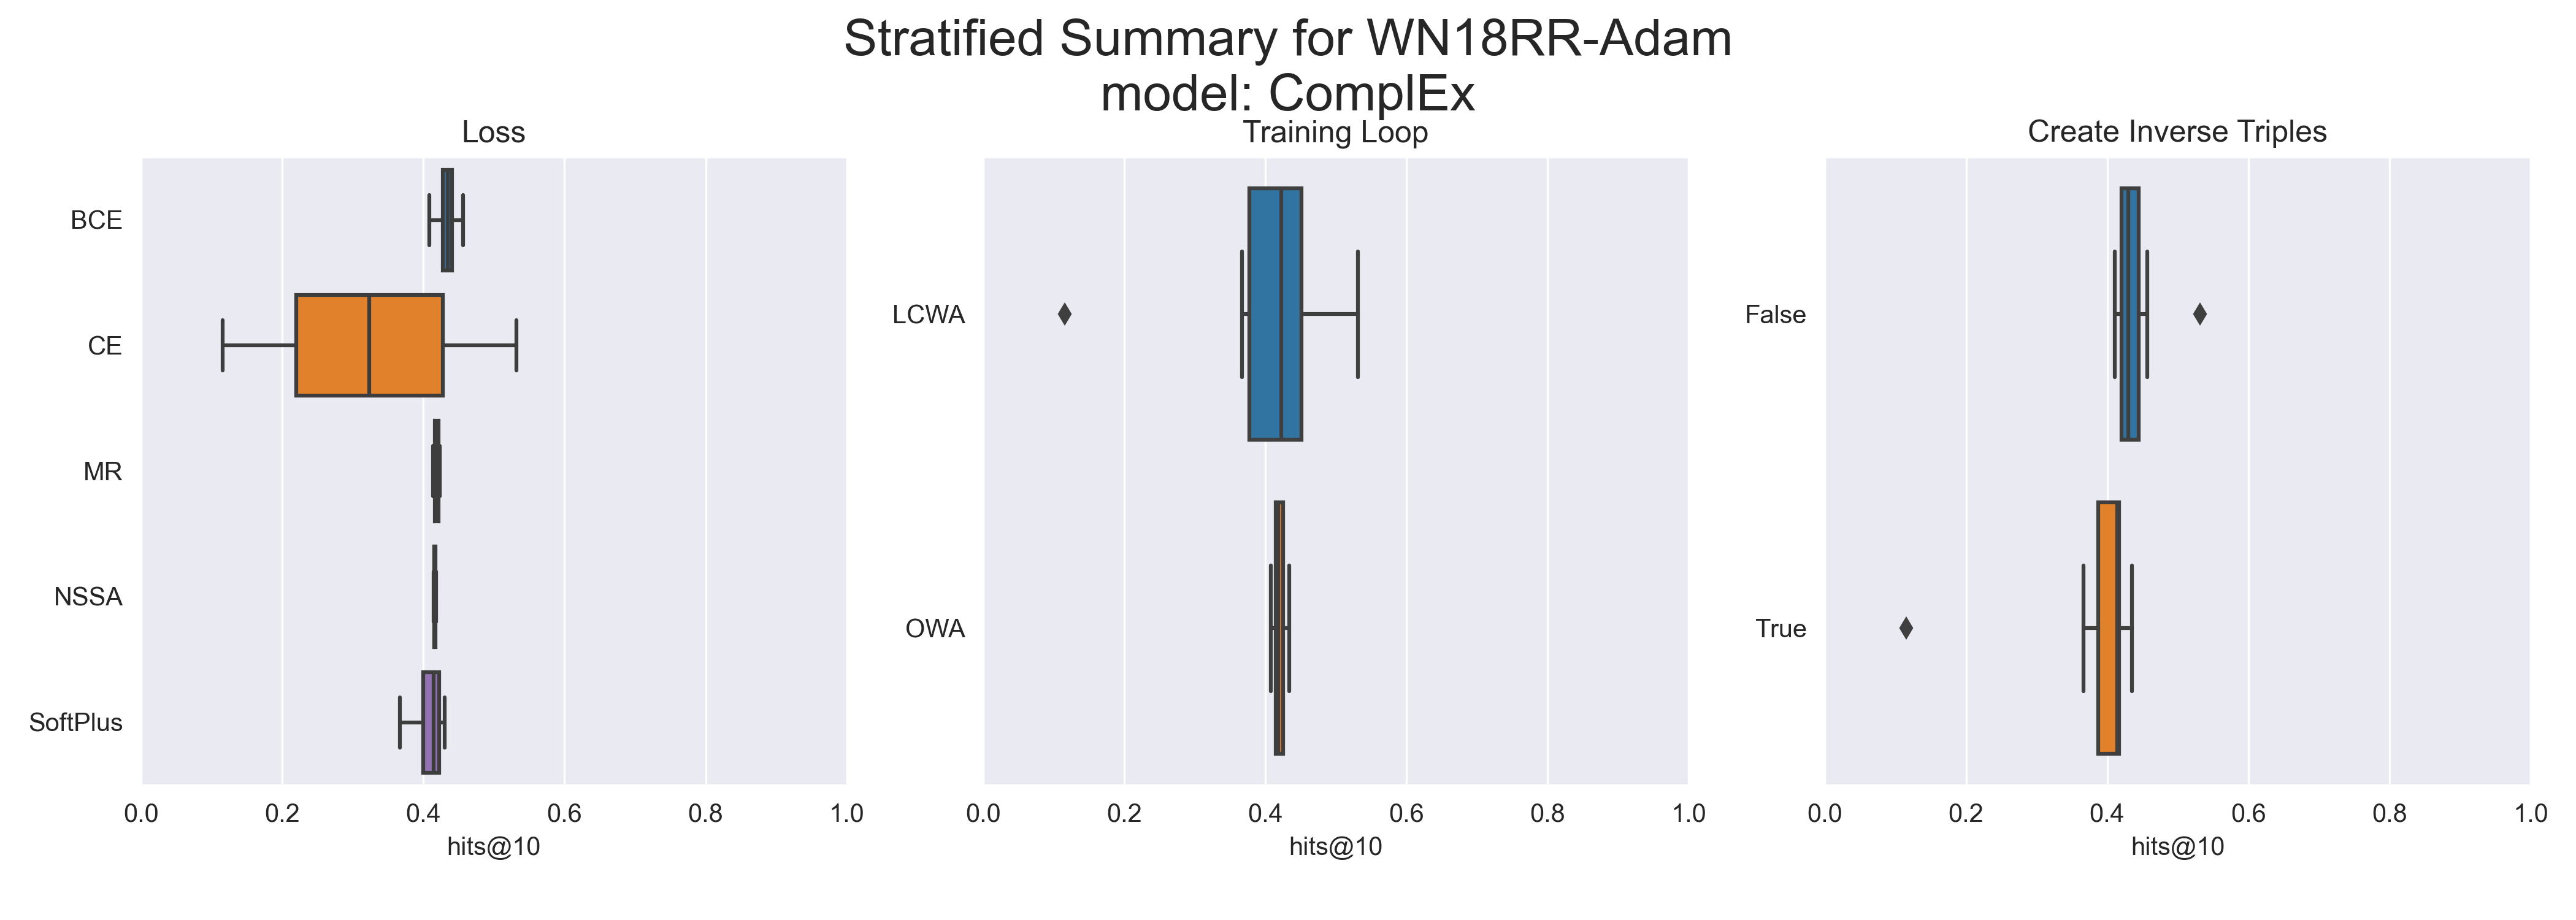 Stratified Summary for WN18RR-Adam
model: ComplEx
Loss
BCE
CE
MR
NSSA
SoftPlus
0.0 0.2 0.4 0.6 0.8 1.0
hits@10
Training Loop
LCWA
OWA
0.0 0.2 0.4 0.6 0.8 1.0
hits@10
Create Inverse Triples
False
True
0.0 0.2 0.4 0.6 0.8 1.0
hits@10